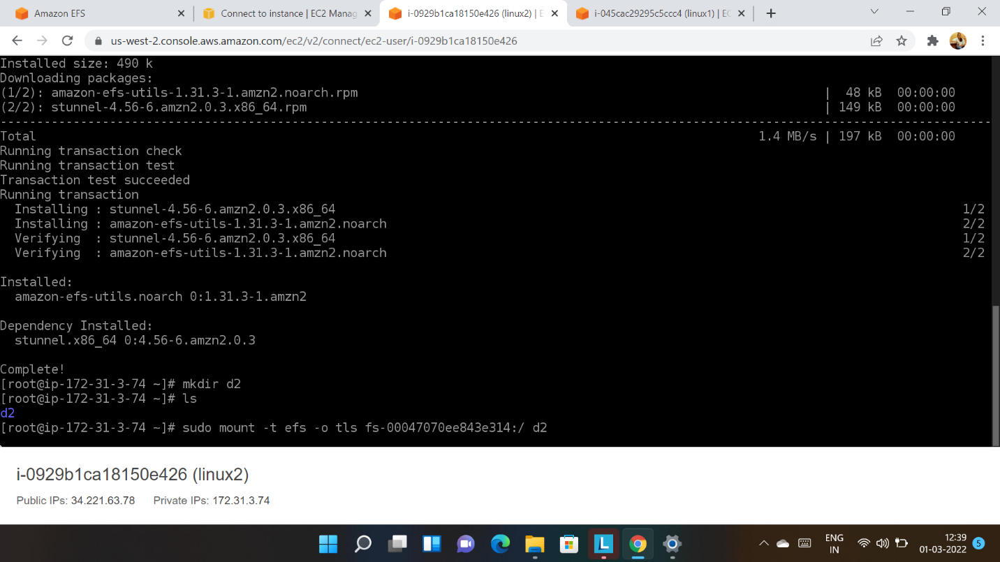 Amazon EFS
Connect to instance | EC2 Manag
i-0929b1ca18150e426 (linux2) | E
i-045cac29295c5ccc4 (linux1) | EC
us-west-2.console.aws.amazon.com/ec2/v2/connect/ec2-user/i-0929b1ca18150e426
Installed size: 490 k
Downloading packages:
(1/2): amazon-efs-utils-1.31.3-1.amzn2.noarch.rpm | 48 kB 00:00:00
(2/2): stunnel-4.56-6.amzn2.0.3.x86_64.rpm | 149 kB 00:00:00
--------------------------------------------------------------------------------
Total 1.4 MB/s | 197 kB 00:00:00
Running transaction check
Running transaction test
Transaction test succeeded
Running transaction
Installing : stunnel-4.56-6.amzn2.0.3.x86_64 1/2
Installing : amazon-efs-utils-1.31.3-1.amzn2.noarch 2/2
Verifying : stunnel-4.56-6.amzn2.0.3.x86_64 1/2
Verifying : amazon-efs-utils-1.31.3-1.amzn2.noarch 2/2
Installed:
amazon-efs-utils.noarch 0:1.31.3-1.amzn2
Dependency Installed:
stunnel.x86_64 0:4.56-6.amzn2.0.3
Complete!
[root@ip-172-31-3-74 ~]# mkdir d2
[root@ip-172-31-3-74 ~]# ls
d2
[root@ip-172-31-3-74 ~]# sudo mount -t efs -o tls fs-00047070ee843e314:/ d2
i-0929b1ca18150e426 (linux2)
Public IPs: 34.221.63.78 Private IPs: 172.31.3.74
L
ENG
IN
12:39
01-03-2022
5